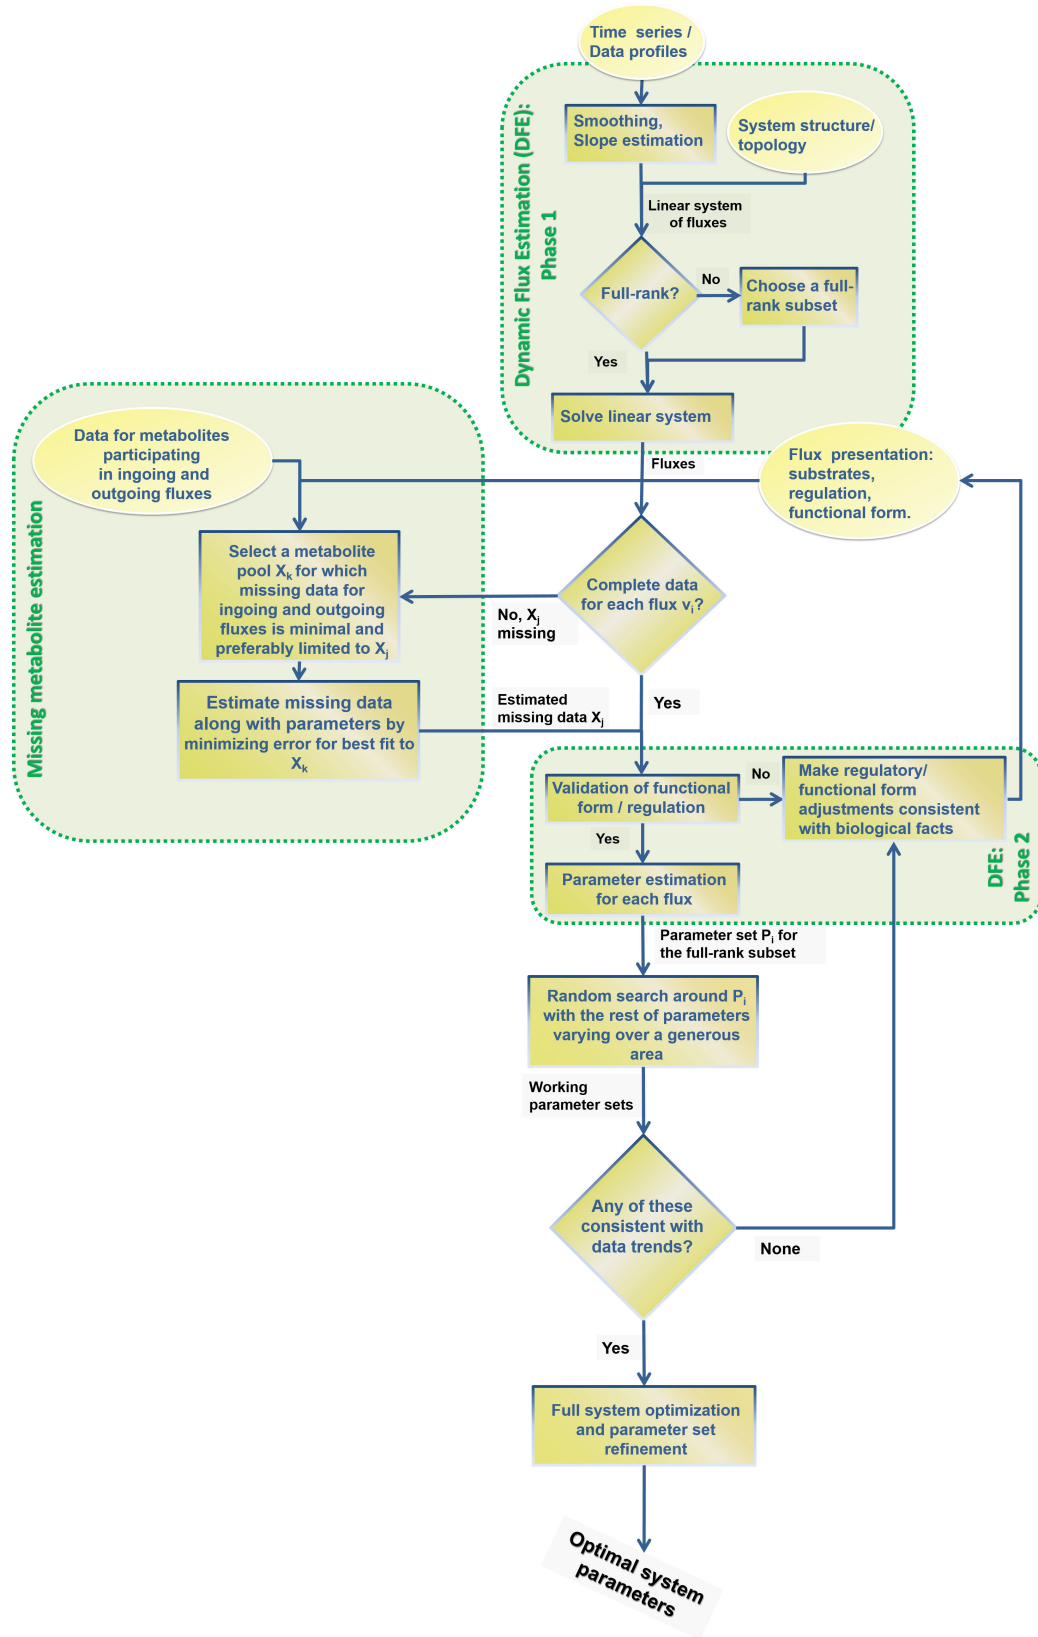 Time series /
Data profiles
Dynamic Flux Estimation (DFE):
Phase 1
Smoothing,
Slope estimation
System structure/
topology
Linear system
of fluxes
Full-rank?
No
Choose a full-
rank subset
Yes
Solve linear system
Fluxes
Missing metabolite estimation
Data for metabolites
participating
in ingoing and
outgoing fluxes
Flux presentation:
substrates,
regulation,
functional form.
Select a metabolite
pool Xk for which
missing data for
ingoing and outgoing
fluxes is minimal and
preferably limited to Xj
Complete data
for each flux vi?
No, Xj
missing
Estimate missing data
along with parameters by
minimizing error for best fit to
Xk
Estimated
missing data Xj
Yes
Validation of functional
form / regulation
No
Make regulatory/
functional form
adjustments consistent
with biological facts
Yes
DFE:
Phase 2
Parameter estimation
for each flux
Parameter set Pi for
the full-rank subset
Random search around Pi
with the rest of parameters
varying over a generous
area
Working
parameter sets
Any of these
consistent with
data trends?
None
Yes
Full system optimization
and parameter set
refinement
Optimal system
parameters